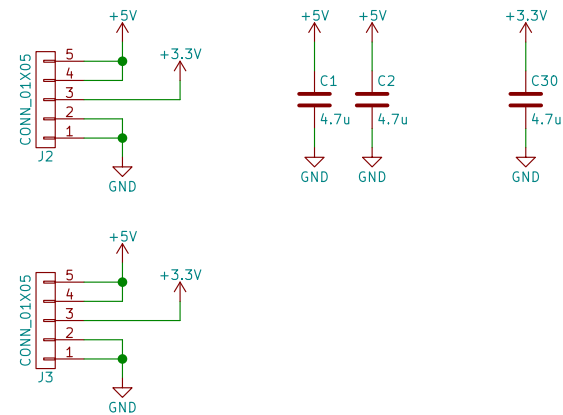 +5V
+3.3V
5
4
3
2
1
CONN_01X05
J2
GND
+5V
C1
4.7u
GND
+5V
C2
4.7u
GND
+3.3V
C30
4.7u
GND
+5V
+3.3V
5
4
3
2
1
CONN_01X05
J3
GND